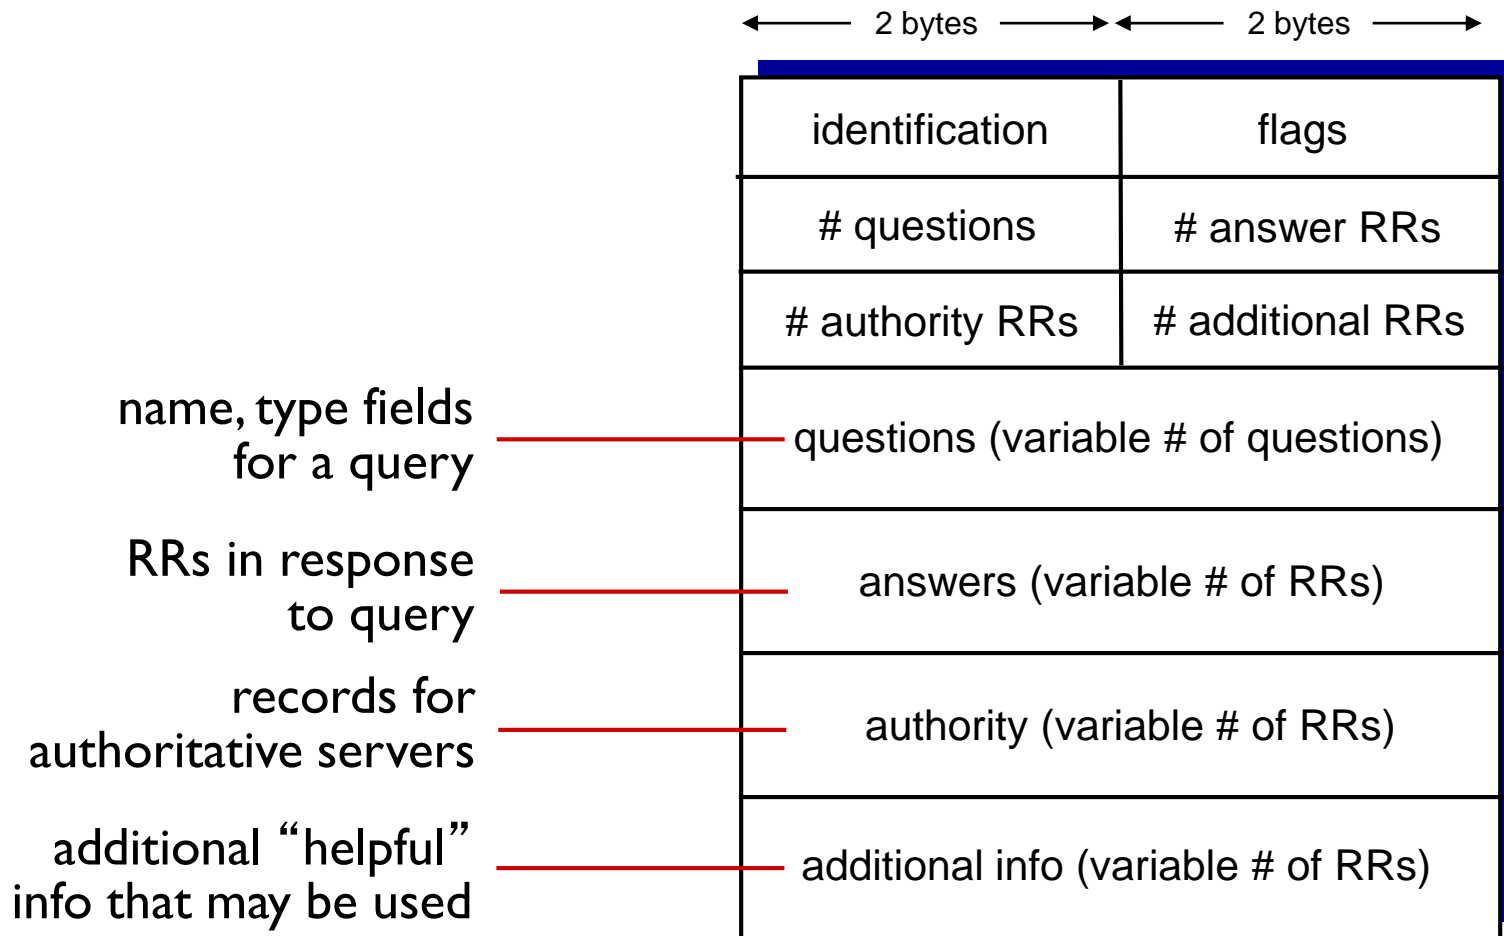 2 bytes 2 bytes
identification flags
# questions # answer RRs
# authority RRs # additional RRs
name, type fields
for a query
questions (variable # of questions)
RRs in response
to query
answers (variable # of RRs)
records for
authoritative servers
authority (variable # of RRs)
additional “helpful”
info that may be used
additional info (variable # of RRs)